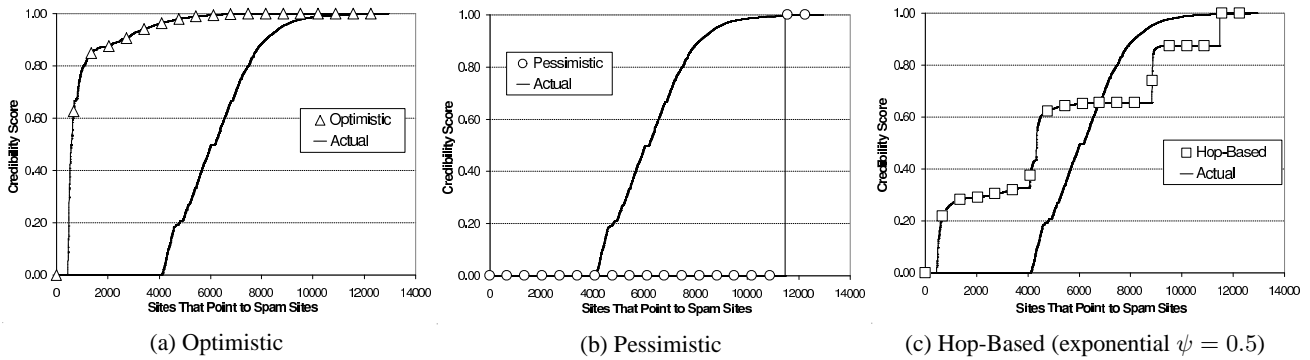 1.00
0.80
0.60
0.40
0.20
0.00
Credibility Score
Optimistic
Actual
0 2000 4000 6000 8000 10000 12000 14000
Sites That Point to Spam Sites
(a) Optimistic
1.00
0.80
0.60
0.40
0.20
0.00
Credibility Score
Pessimistic
Actual
0 2000 4000 6000 8000 10000 12000 14000
Sites That Point to Spam Sites
(b) Pessimistic
1.00
0.80
0.60
0.40
0.20
0.00
Credibility Score
Hop-Based
Actual
0 2000 4000 6000 8000 10000 12000 14000
Sites That Point to Spam Sites
(c) Hop-Based (exponential ψ = 0.5)